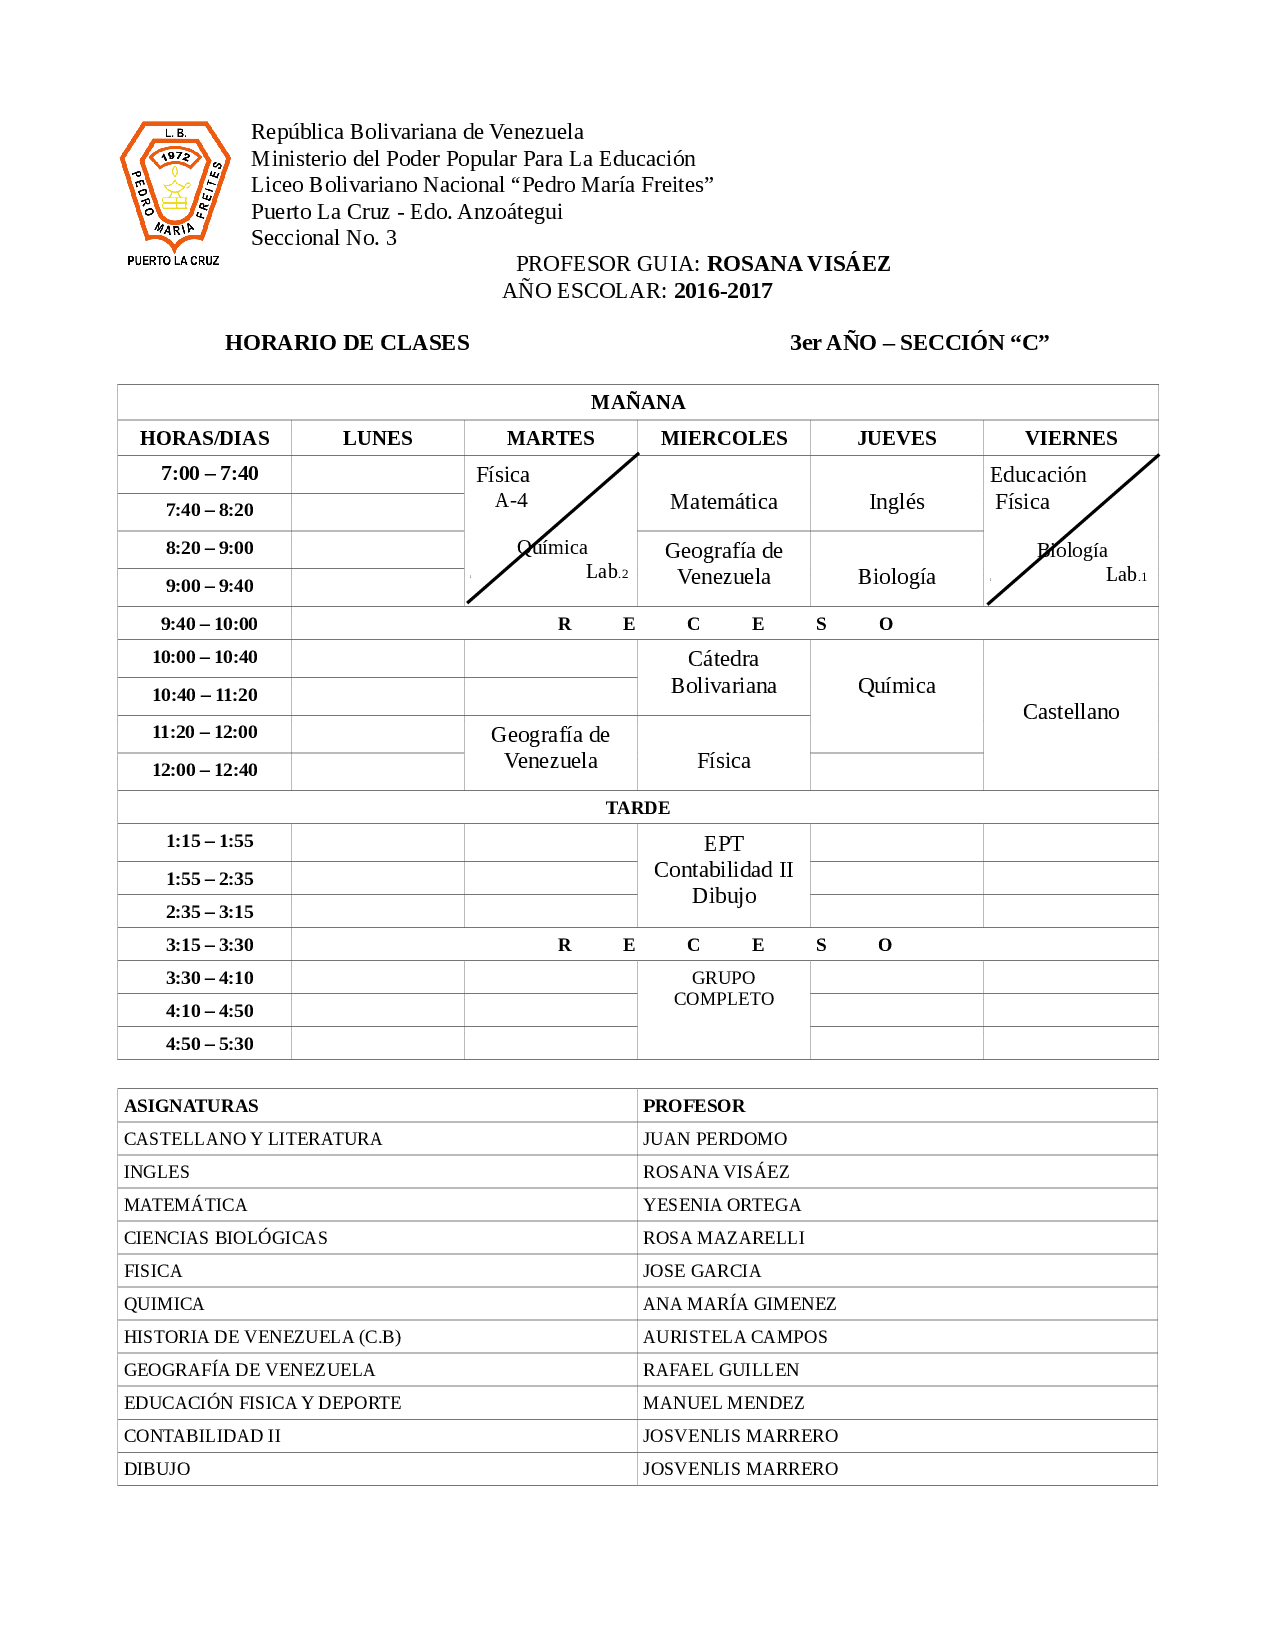 L. B.
1972
PEDRO MARIA FREITES
PUERTO LA CRUZ
República Bolivariana de Venezuela
Ministerio del Poder Popular Para La Educación
Liceo Bolivariano Nacional “Pedro María Freites”
Puerto La Cruz - Edo. Anzoátegui
Seccional No. 3
PROFESOR GUIA: ROSANA VISÁEZ
AÑO ESCOLAR: 2016-2017
HORARIO DE CLASES 3er AÑO – SECCIÓN “C”
MAÑANA
HORAS/DIAS LUNES MARTES MIERCOLES JUEVES VIERNES
7:00 – 7:40 Física Educación
A-4 Matemática Inglés Física
7:40 – 8:20
8:20 – 9:00 Química Geografía de Biología
9:00 – 9:40 Lab.2 Venezuela Biología Lab.1
9:40 – 10:00 R E C E S O
10:00 – 10:40 Cátedra
10:40 – 11:20 Bolivariana Química
Castellano
11:20 – 12:00 Geografía de
12:00 – 12:40 Venezuela Física
TARDE
1:15 – 1:55 EPT
1:55 – 2:35 Contabilidad II
2:35 – 3:15 Dibujo
3:15 – 3:30 R E C E S O
3:30 – 4:10 GRUPO
COMPLETO
4:10 – 4:50
4:50 – 5:30
ASIGNATURAS PROFESOR
CASTELLANO Y LITERATURA JUAN PERDOMO
INGLES ROSANA VISÁEZ
MATEMÁTICA YESENIA ORTEGA
CIENCIAS BIOLÓGICAS ROSA MAZARELLI
FISICA JOSE GARCIA
QUIMICA ANA MARÍA GIMENEZ
HISTORIA DE VENEZUELA (C.B) AURISTELA CAMPOS
GEOGRAFÍA DE VENEZUELA RAFAEL GUILLEN
EDUCACIÓN FISICA Y DEPORTE MANUEL MENDEZ
CONTABILIDAD II JOSVENLIS MARRERO
DIBUJO JOSVENLIS MARRERO